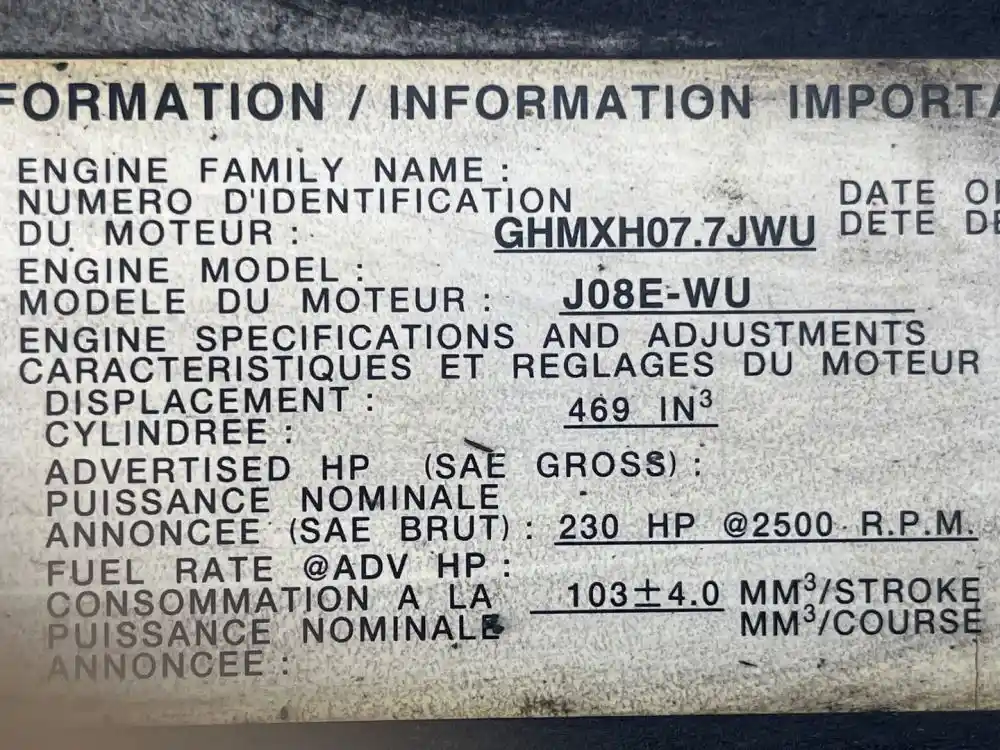 FORMATION / INFORMATION IMPORTA
ENGINE FAMILY NAME :
NUMERO D'IDENTIFICATION
DU MOTEUR : GHMXH07.7JWU
DATE O
DETE DE
ENGINE MODEL :
MODELE DU MOTEUR : J08E-WU
ENGINE SPECIFICATIONS AND ADJUSTMENTS
CARACTERISTIQUES ET REGLAGES DU MOTEUR
DISPLACEMENT : 469 IN³
CYLINDREE :
ADVERTISED HP (SAE GROSS) :
PUISSANCE NOMINALE
ANNONCEE (SAE BRUT) : 230 HP @2500 R.P.M.
FUEL RATE @ADV HP :
CONSOMMATION A LA 103±4.0 MM³/STROKE
PUISSANCE NOMINALE MM³/COURSE
ANNONCEE :